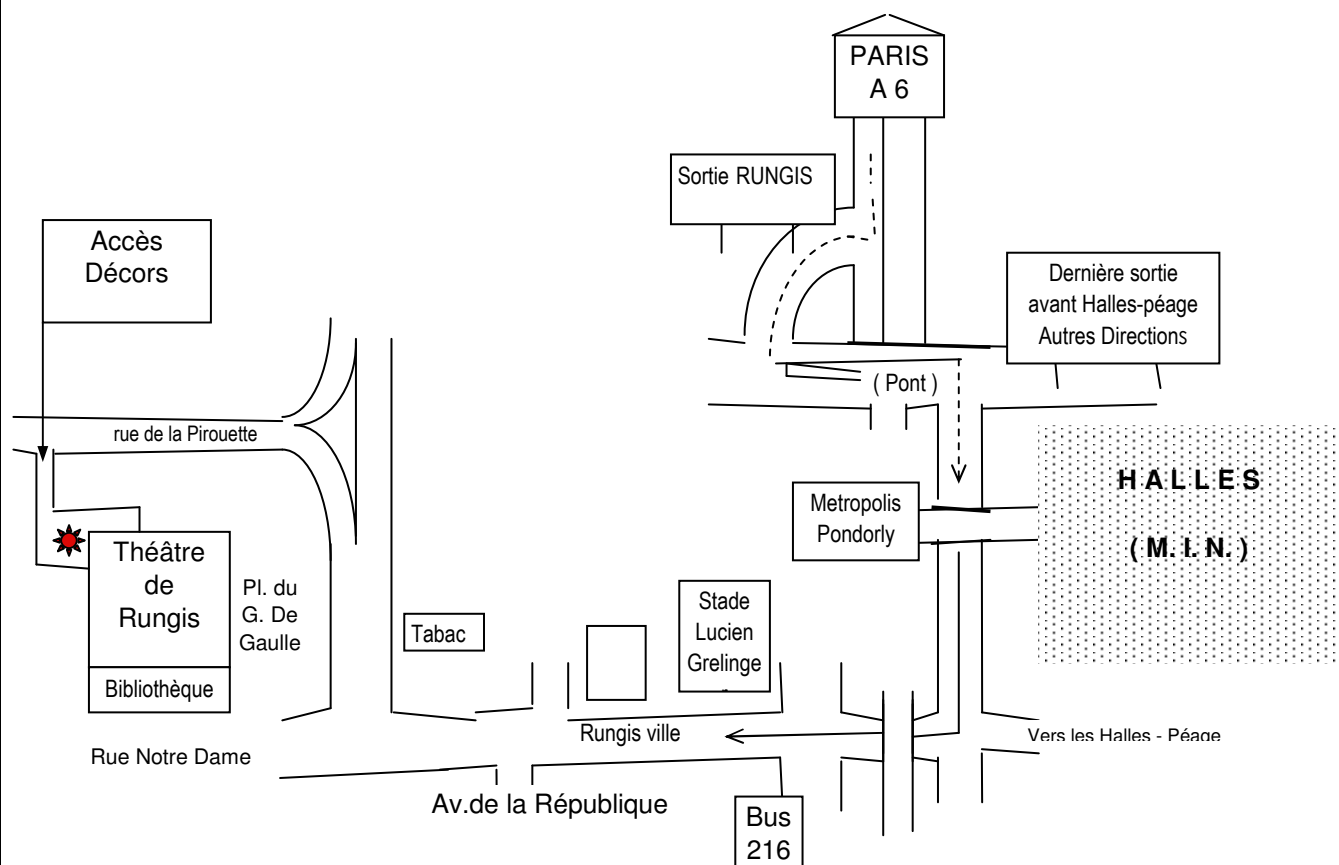 PARIS
A 6
Sortie RUNGIS
Accès
Décors
Dernière sortie
avant Halles-péage
Autres Directions
( Pont )
rue de la Pirouette
HALLES
( M. I. N. )
Metropolis
Pondorly
Théâtre
de
Rungis
Pl. du
G. De
Gaulle
Bibliothèque
Tabac
Stade
Lucien
Grelinge
Rungis ville
Vers les Halles - Péage
Rue Notre Dame
Av.de la République
Bus
216